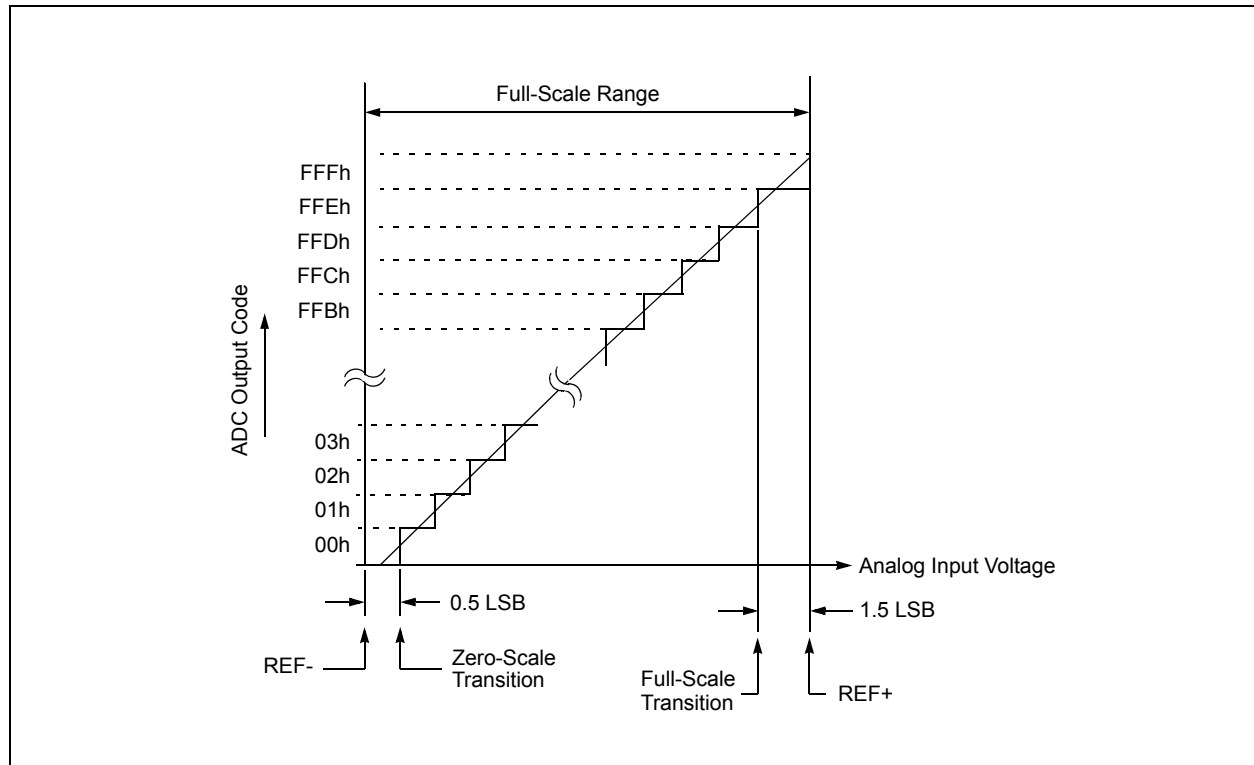 Full-Scale Range
FFFh
FFEh
FFDh
FFCh
FFBh
ADC Output Code
03h
02h
01h
00h
Analog Input Voltage
0.5 LSB
1.5 LSB
REF-
Zero-Scale
Transition
Full-Scale
Transition
REF+